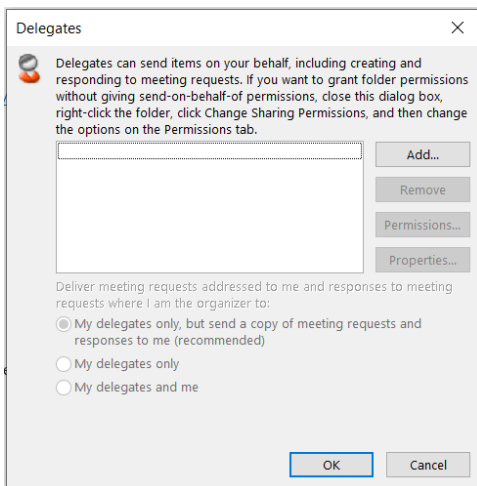 Delegates
Delegates can send items on your behalf, including creating and
responding to meeting requests. If you want to grant folder permissions
without giving send-on-behalf-of permissions, close this dialog box,
right-click the folder, click Change Sharing Permissions, and then change
the options on the Permissions tab.
Add...
Remove
Permissions...
Properties...
Deliver meeting requests addressed to me and responses to meeting
requests where I am the organizer to:
My delegates only, but send a copy of meeting requests and
responses to me (recommended)
My delegates only
My delegates and me
OK
Cancel